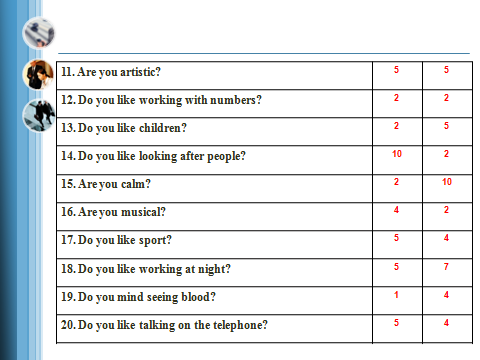 11. Are you artistic? 5 5
12. Do you like working with numbers? 2 2
13. Do you like children? 2 5
14. Do you like looking after people? 10 2
15. Are you calm? 2 10
16. Are you musical? 4 2
17. Do you like sport? 5 4
18. Do you like working at night? 5 7
19. Do you mind seeing blood? 1 4
20. Do you like talking on the telephone? 5 4